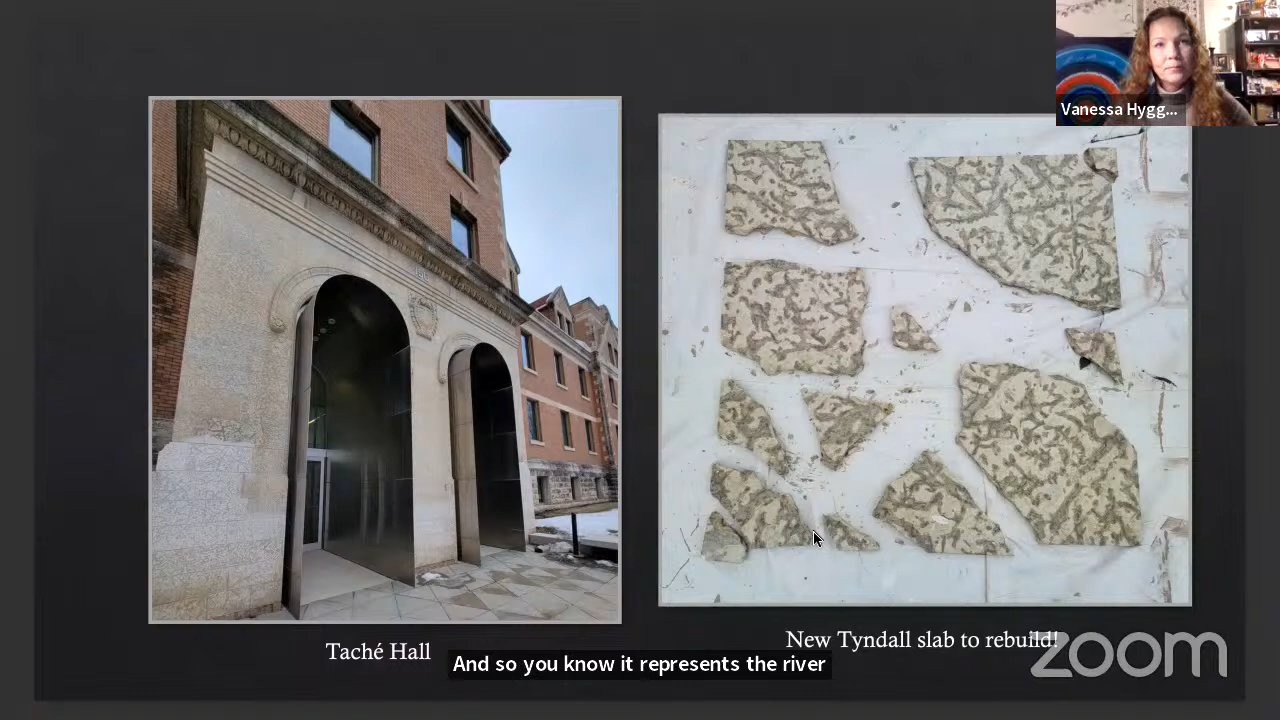 Vanessa Hygg...
Taché Hall
New Tyndall slab to rebuild!
And so you know it represents the river
zoom